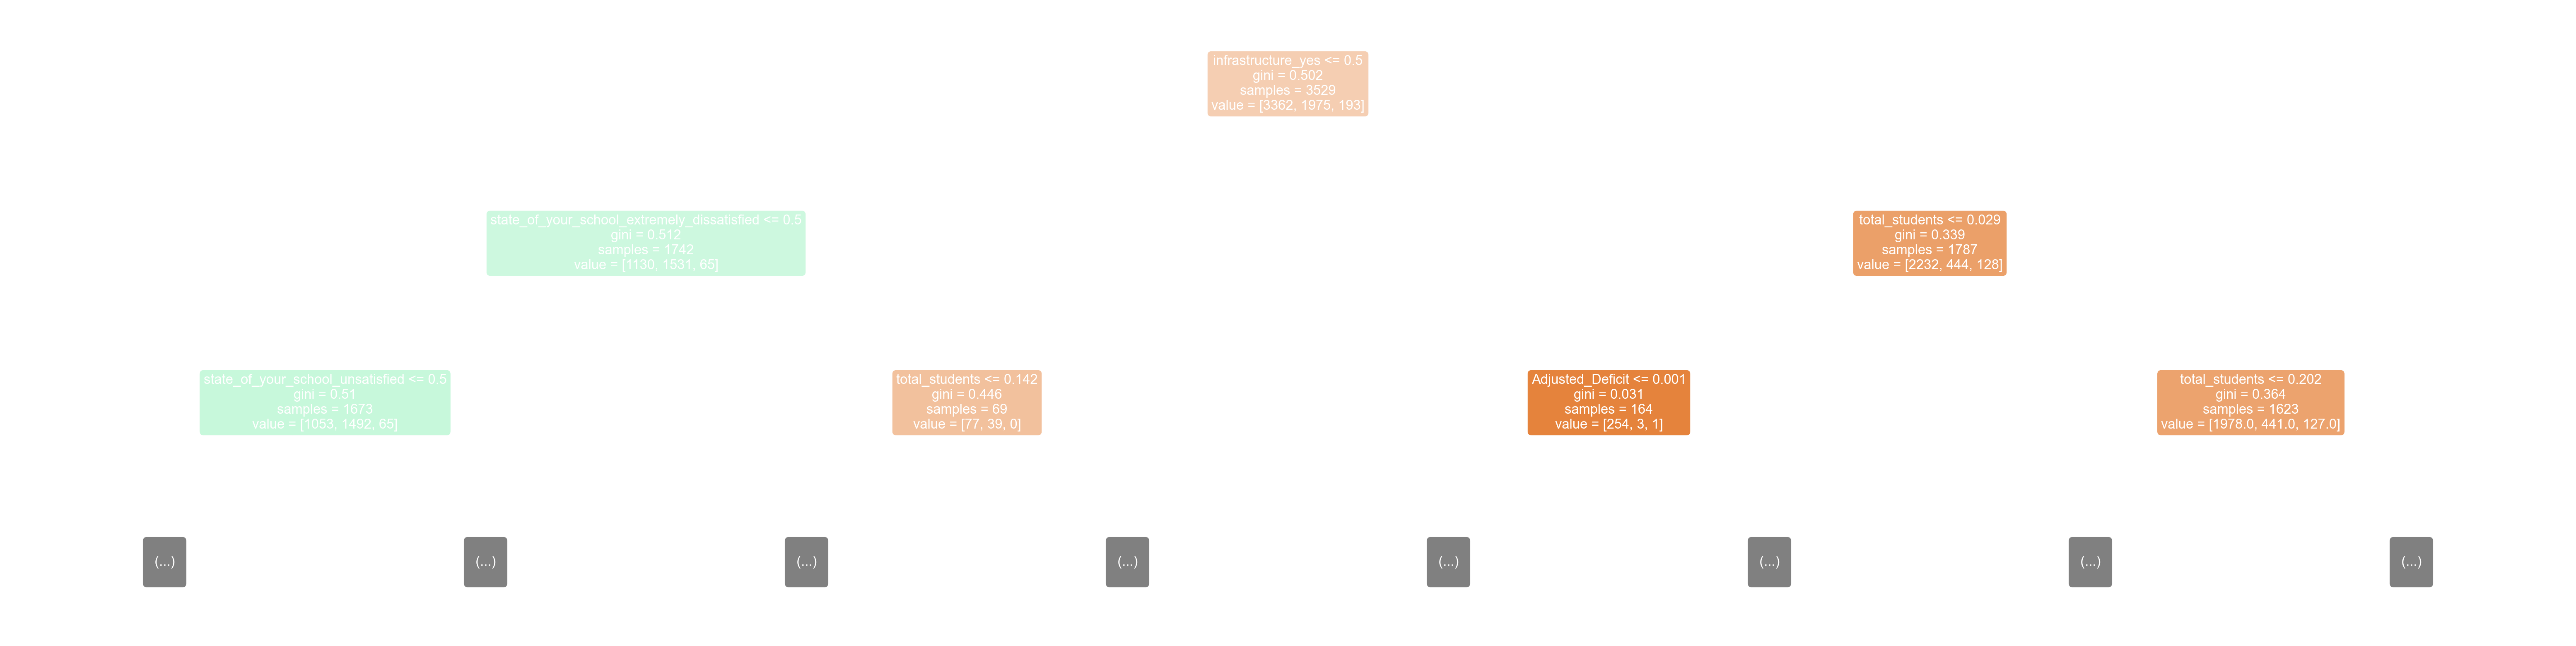 infrastructure_yes <= 0.5
gini = 0.502
samples = 3529
value = [3362, 1975, 193]
state_of_your_school_extremely_dissatisfied <= 0.5
gini = 0.512
samples = 1742
value = [1130, 1531, 65]
total_students <= 0.029
gini = 0.339
samples = 1787
value = [2232, 444, 128]
state_of_your_school_unsatisfied <= 0.5
gini = 0.51
samples = 1673
value = [1053, 1492, 65]
total_students <= 0.142
gini = 0.446
samples = 69
value = [77, 39, 0]
Adjusted_Deficit <= 0.001
gini = 0.031
samples = 164
value = [254, 3, 1]
total_students <= 0.202
gini = 0.364
samples = 1623
value = [1978.0, 441.0, 127.0]
(...)
(...)
(...)
(...)
(...)
(...)
(...)
(...)